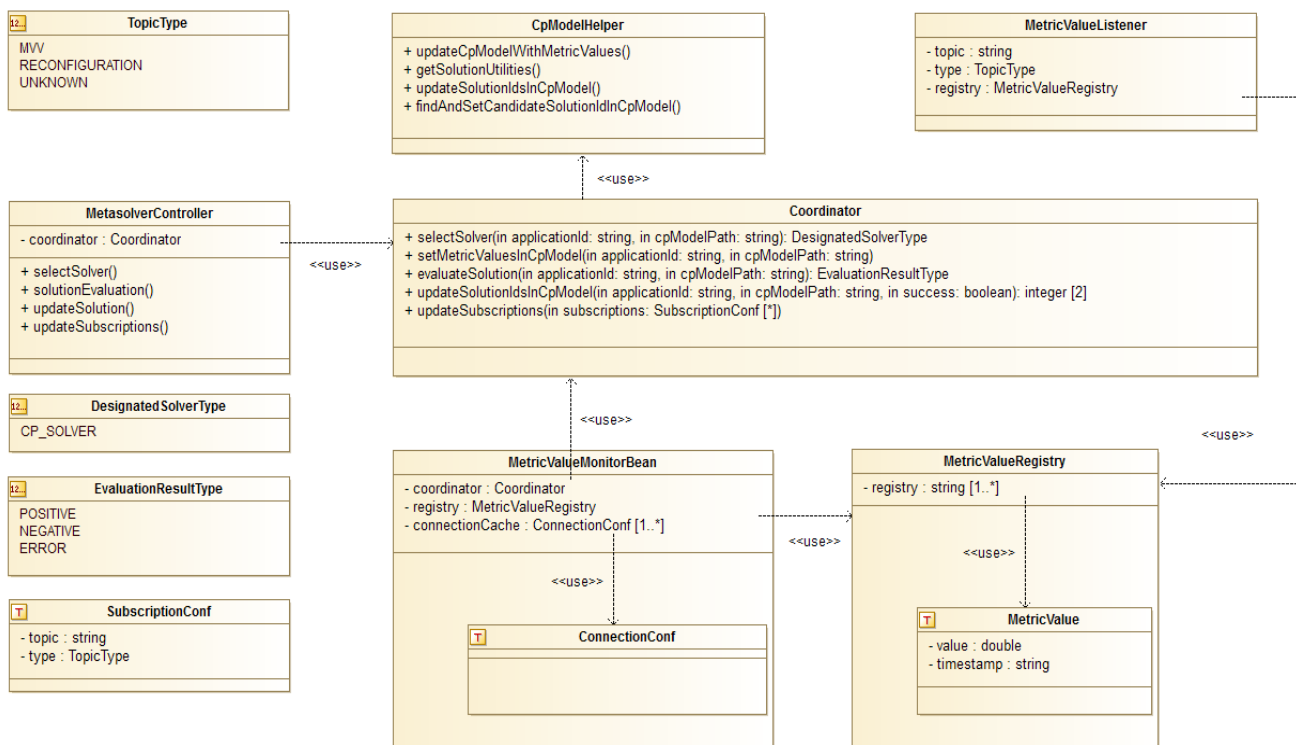 12...
TopicType
MVV
RECONFIGURATION
UNKNOWN
CpModelHelper
+ updateCpModelWithMetricValues()
+ getSolutionUtilities()
+ updateSolutionIdsInCpModel()
+ findAndSetCandidateSolutionIdInCpModel()
MetricValueListener
- topic : string
- type : TopicType
- registry : MetricValueRegistry
<<use>>
MetasolverController
- coordinator : Coordinator
+ selectSolver()
+ solutionEvaluation()
+ updateSolution()
+ updateSubscriptions()
<<use>>
Coordinator
+ selectSolver(in applicationId: string, in cpModelPath: string): DesignatedSolverType
+ setMetricValuesInCpModel(in applicationId: string, in cpModelPath: string)
+ evaluateSolution(in applicationId: string, in cpModelPath: string): EvaluationResultType
+ updateSolutionIdsInCpModel(in applicationId: string, in cpModelPath: string, in success: boolean): integer [2]
+ updateSubscriptions(in subscriptions: SubscriptionConf [*])
12...
DesignatedSolverType
CP_SOLVER
<<use>>
<<use>>
12...
EvaluationResultType
POSITIVE
NEGATIVE
ERROR
MetricValueMonitorBean
- coordinator : Coordinator
- registry : MetricValueRegistry
- connectionCache : ConnectionConf [1..*]
<<use>>
MetricValueRegistry
- registry : string [1..*]
<<use>>
<<use>>
T
SubscriptionConf
- topic : string
- type : TopicType
T
ConnectionConf
T
MetricValue
- value : double
- timestamp : string